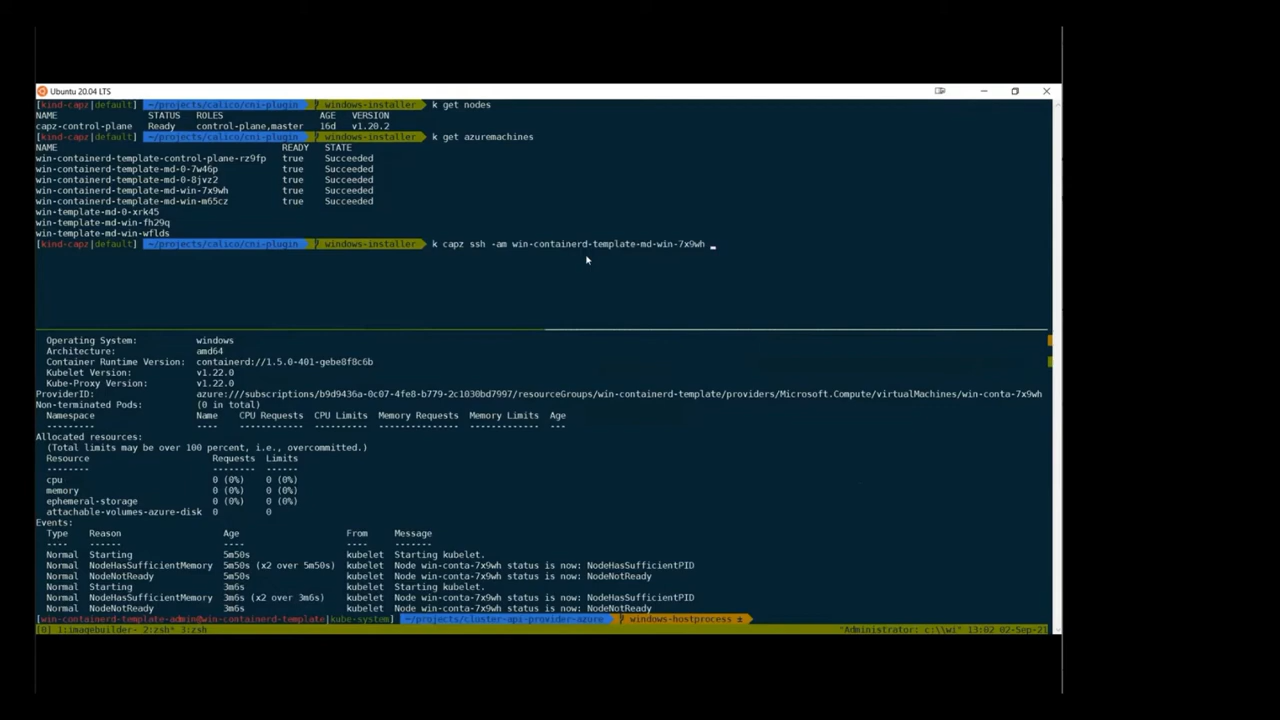 Ubuntu 20.04 LTS
[kind-capz|default] ~/projects/calico/cni-plugin windows-installer k get nodes
NAME STATUS ROLES AGE VERSION
capz-control-plane Ready control-plane,master 16d v1.20.2
[kind-capz|default] ~/projects/calico/cni-plugin windows-installer k get azuremachines
NAME READY STATE
win-containerd-template-control-plane-rz9fp true Succeeded
win-containerd-template-md-0-7w46p true Succeeded
win-containerd-template-md-0-8jvz2 true Succeeded
win-containerd-template-md-win-7x9wh true Succeeded
win-containerd-template-md-win-m65cz true Succeeded
win-template-md-0-xrk45
win-template-md-win-fh29q
win-template-md-win-wflds
[kind-capz|default] ~/projects/calico/cni-plugin windows-installer k capz ssh -am win-containerd-template-md-win-7x9wh _
Operating System: windows
Architecture: amd64
Container Runtime Version: containerd://1.5.0-401-gebe8f8c6b
Kubelet Version: v1.22.0
Kube-Proxy Version: v1.22.0
ProviderID: azure:///subscriptions/b9d9436a-0c07-4fe8-b779-2c1030bd7997/resourceGroups/win-containerd-template/providers/Microsoft.Compute/virtualMachines/win-conta-7x9wh
Non-terminated Pods: (0 in total)
Namespace Name CPU Requests CPU Limits Memory Requests Memory Limits Age
--------- ---- ------------ ---------- --------------- ------------- ---
Allocated resources:
(Total limits may be over 100 percent, i.e., overcommitted.)
Resource Requests Limits
-------- -------- ------
cpu 0 (0%) 0 (0%)
memory 0 (0%) 0 (0%)
ephemeral-storage 0 (0%) 0 (0%)
attachable-volumes-azure-disk 0 0
Events:
Type Reason Age From Message
---- ------ ---- ---- -------
Normal Starting 5m50s kubelet Starting kubelet.
Normal NodeHasSufficientMemory 5m50s (x2 over 5m50s) kubelet Node win-conta-7x9wh status is now: NodeHasSufficientPID
Normal NodeNotReady 5m50s kubelet Node win-conta-7x9wh status is now: NodeNotReady
Normal Starting 3m6s kubelet Starting kubelet.
Normal NodeHasSufficientMemory 3m6s (x2 over 3m6s) kubelet Node win-conta-7x9wh status is now: NodeHasSufficientPID
Normal NodeNotReady 3m6s kubelet Node win-conta-7x9wh status is now: NodeNotReady
[win-containerd-template-admin@win-containerd-template|kube-system] ~/projects/cluster-api-provider-azure windows-hostprocess ±
[0] 1:imagebuilder- 2:zsh* 3:zsh "Administrator: c:\\wi" 13:02 02-Sep-21